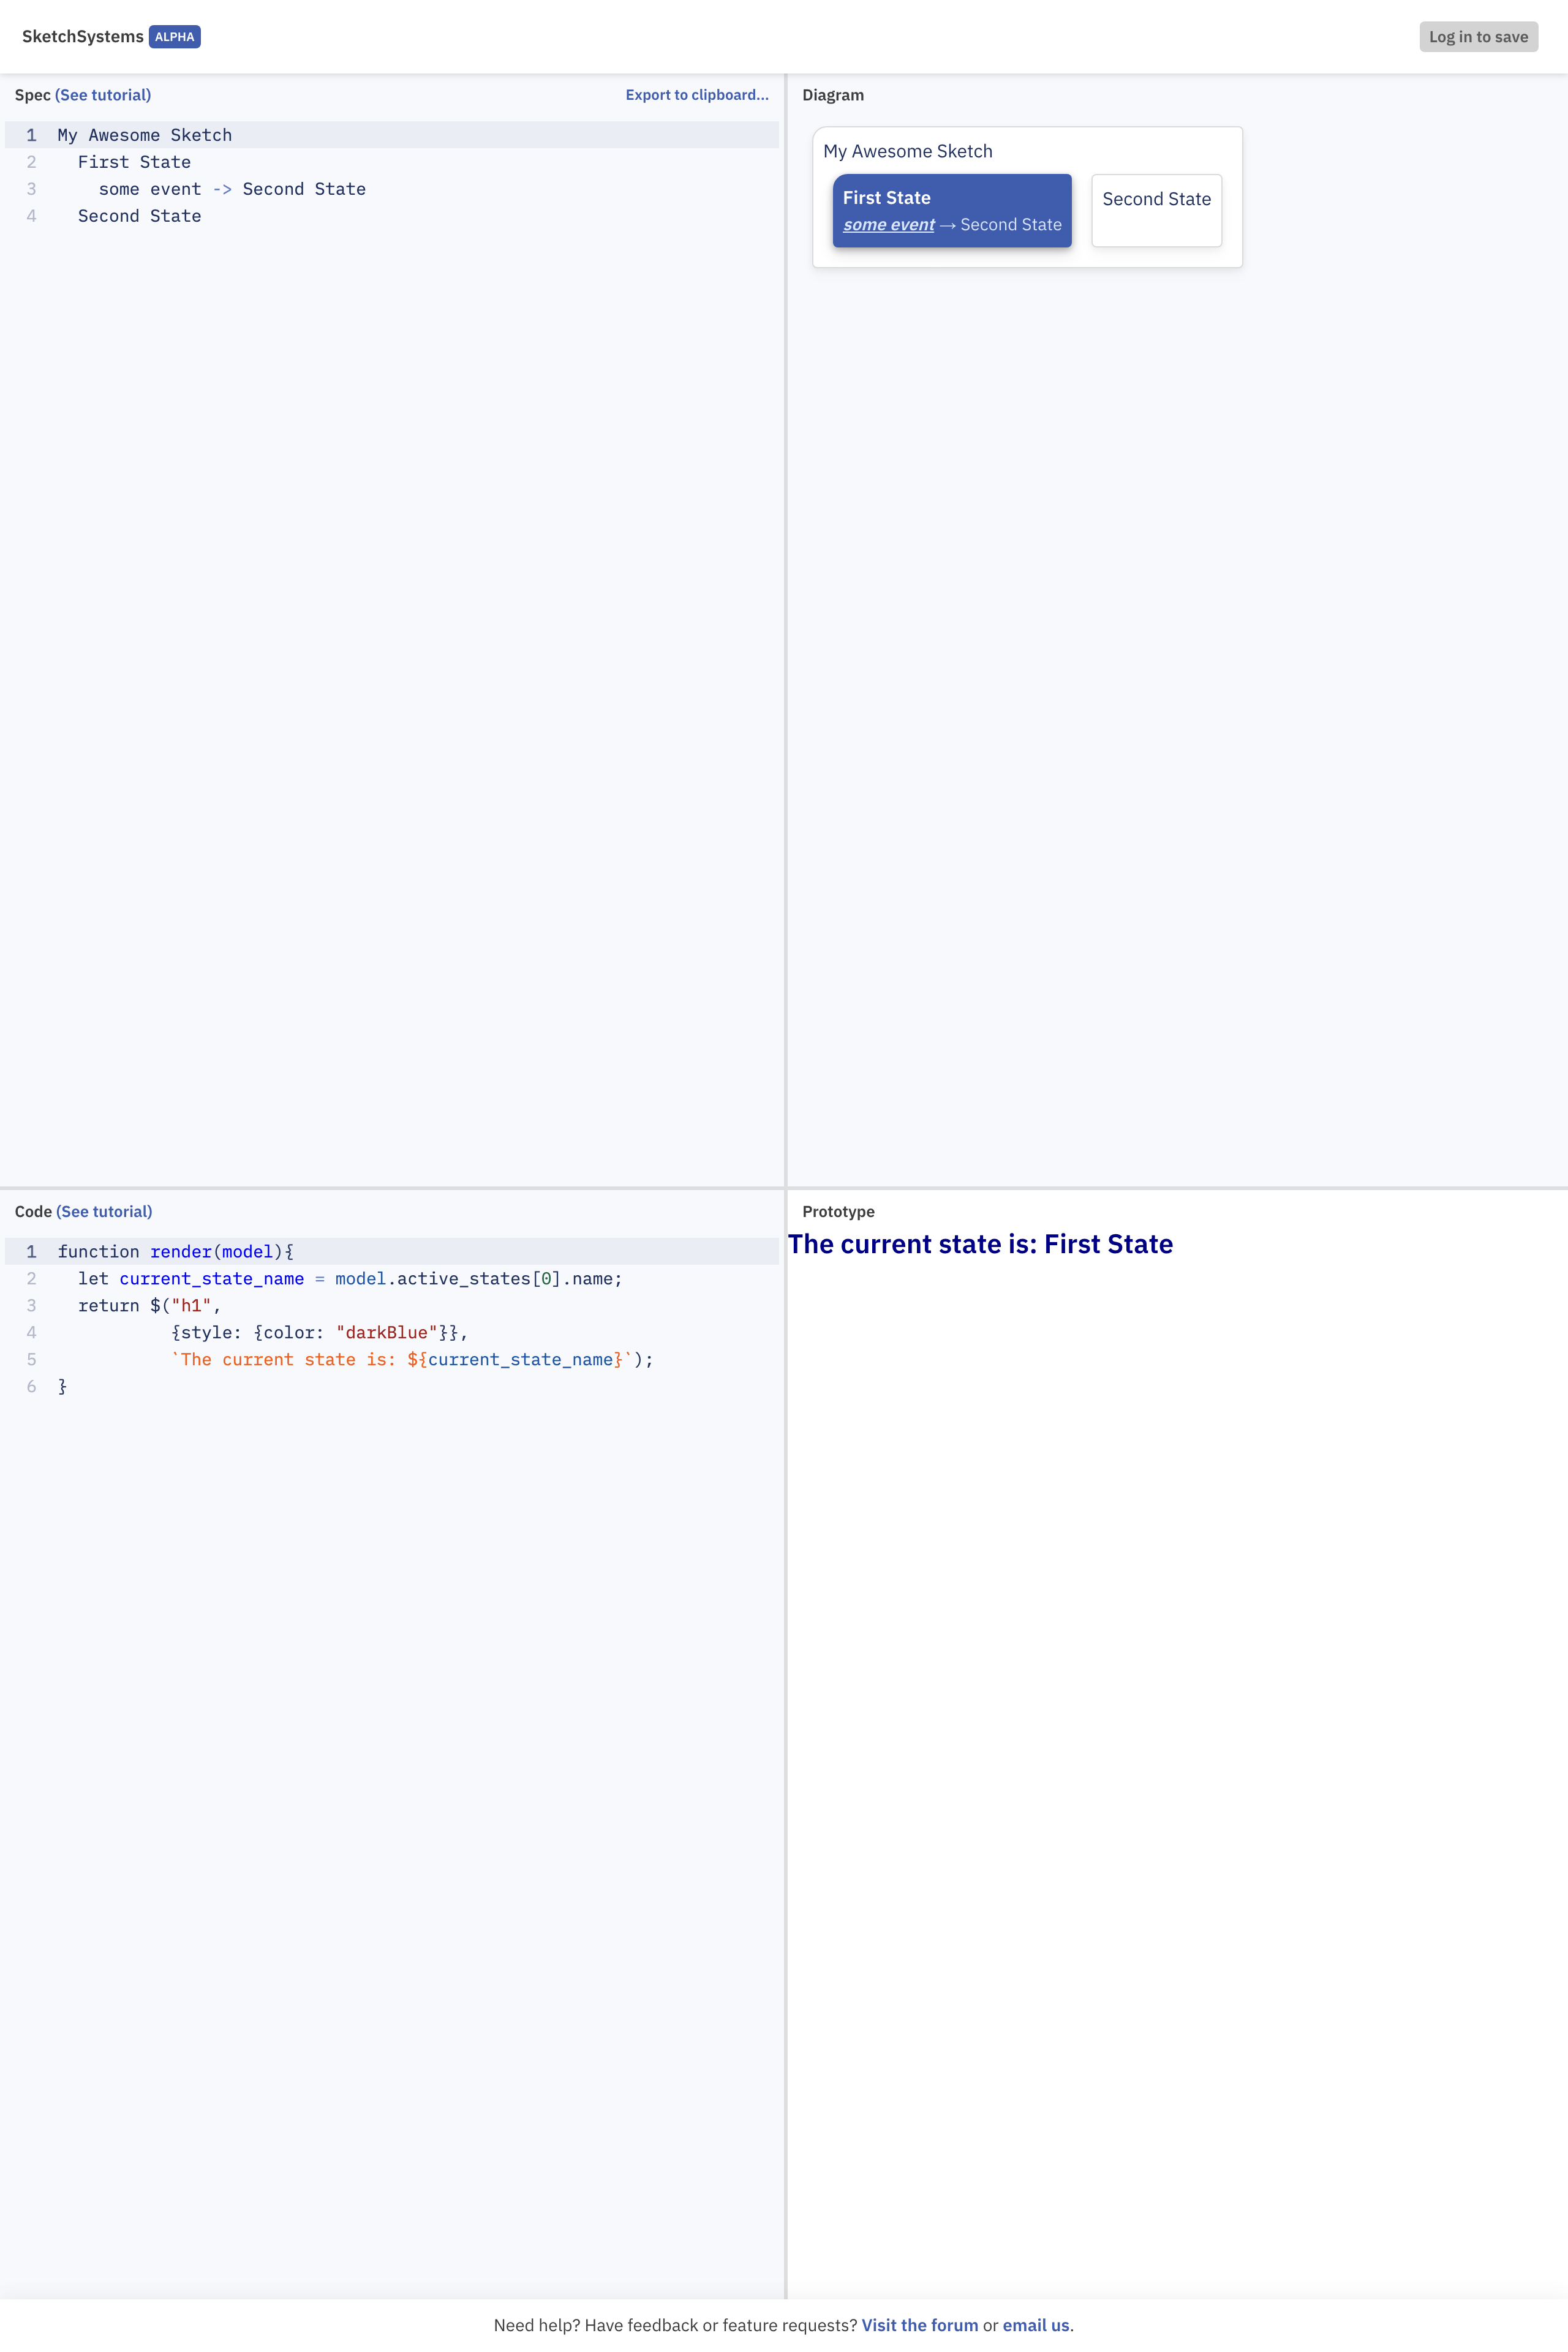 SketchSystems ALPHA
Log in to save
Spec (See tutorial)
Export to clipboard...
1 My Awesome Sketch
2   First State
3     some event -> Second State
4   Second State
Diagram
My Awesome Sketch
First State
some event → Second State
Second State
Code (See tutorial)
1 function render(model){
2   let current_state_name = model.active_states[0].name;
3   return $("h1",
4            {style: {color: "darkBlue"}},
5            `The current state is: ${current_state_name}`);
6 }
Prototype
The current state is: First State
Need help? Have feedback or feature requests? Visit the forum or email us.